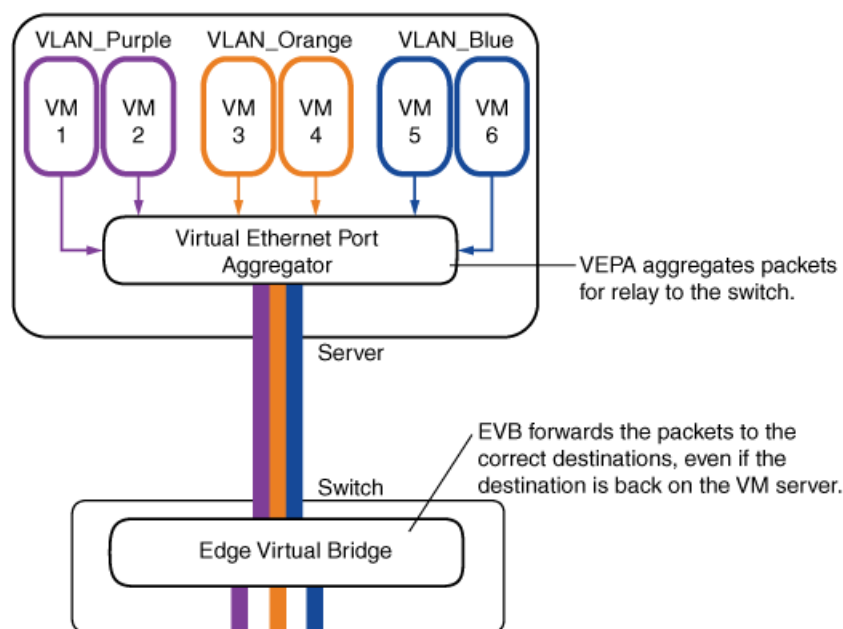 VLAN_Purple
VLAN_Orange
VLAN_Blue
VM
1
VM
2
VM
3
VM
4
VM
5
VM
6
Virtual Ethernet Port
Aggregator
VEPA aggregates packets
for relay to the switch.
Server
EVB forwards the packets to the
correct destinations, even if the
destination is back on the VM server.
Switch
Edge Virtual Bridge